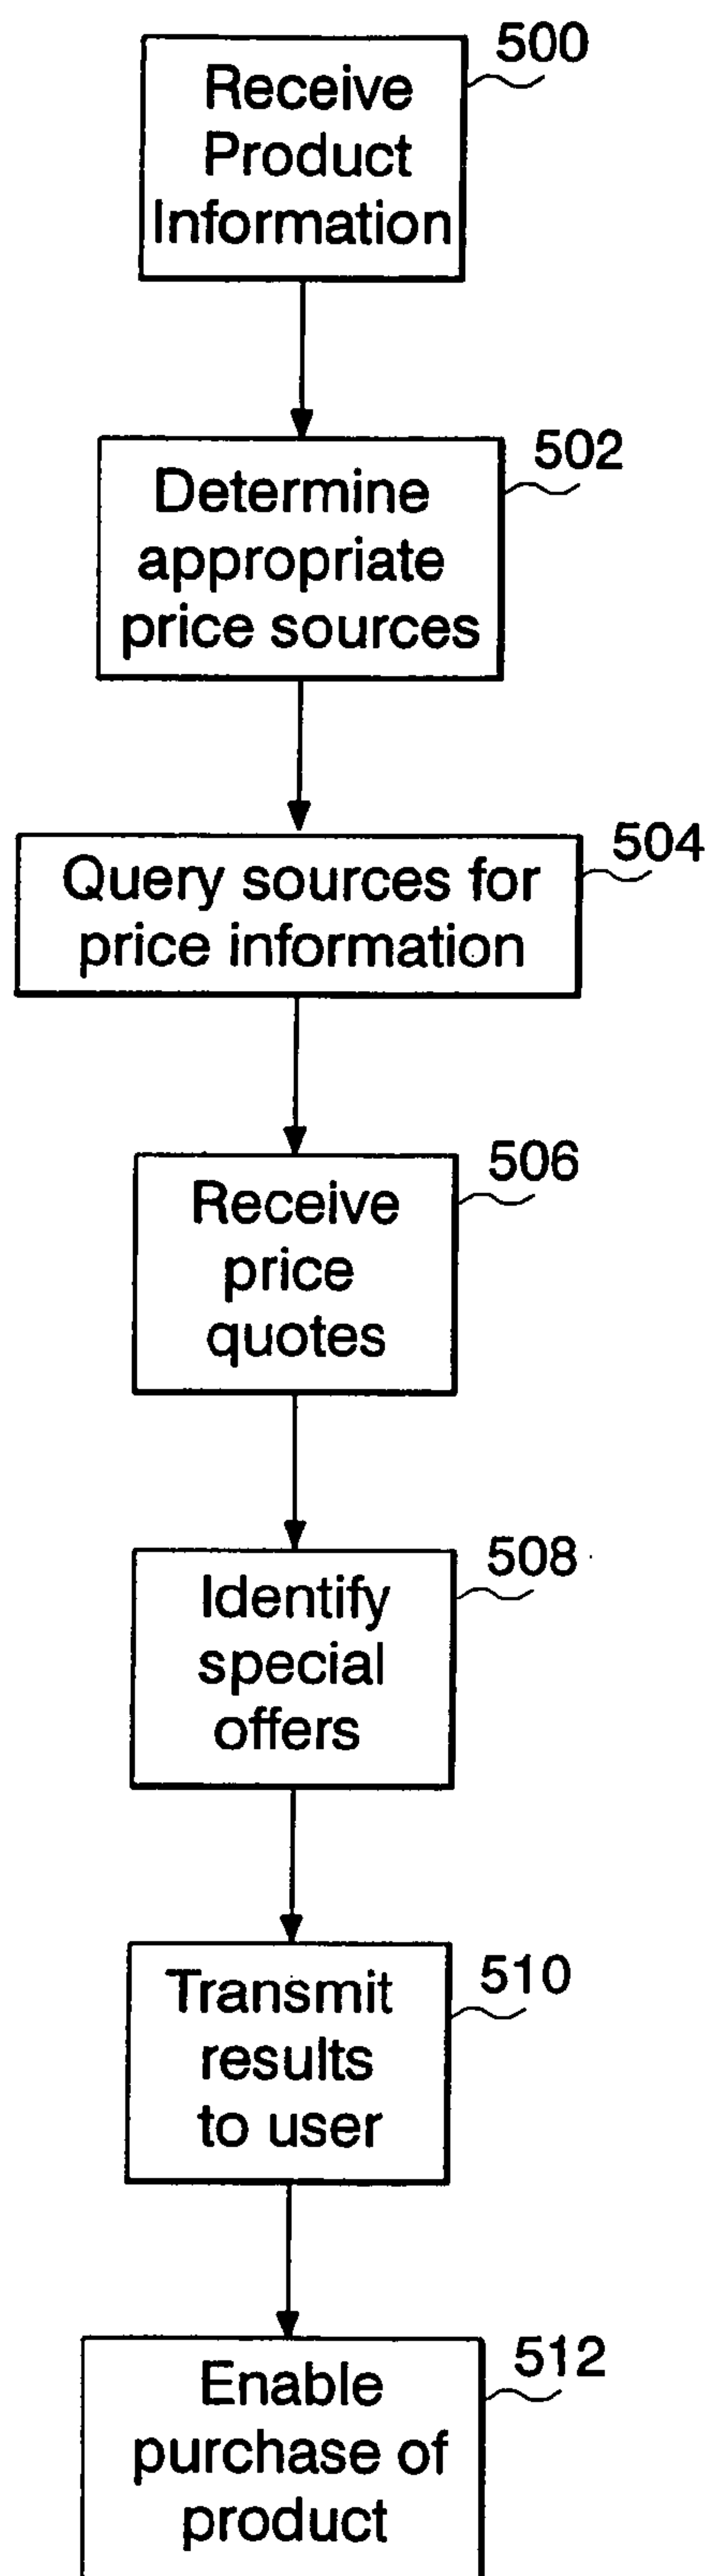 500
Receive
Product
Information
502
Determine
appropriate
price sources
504
Query sources for
price information
506
Receive
price
quotes
508
Identify
special
offers
510
Transmit
results
to user
512
Enable
purchase of
product